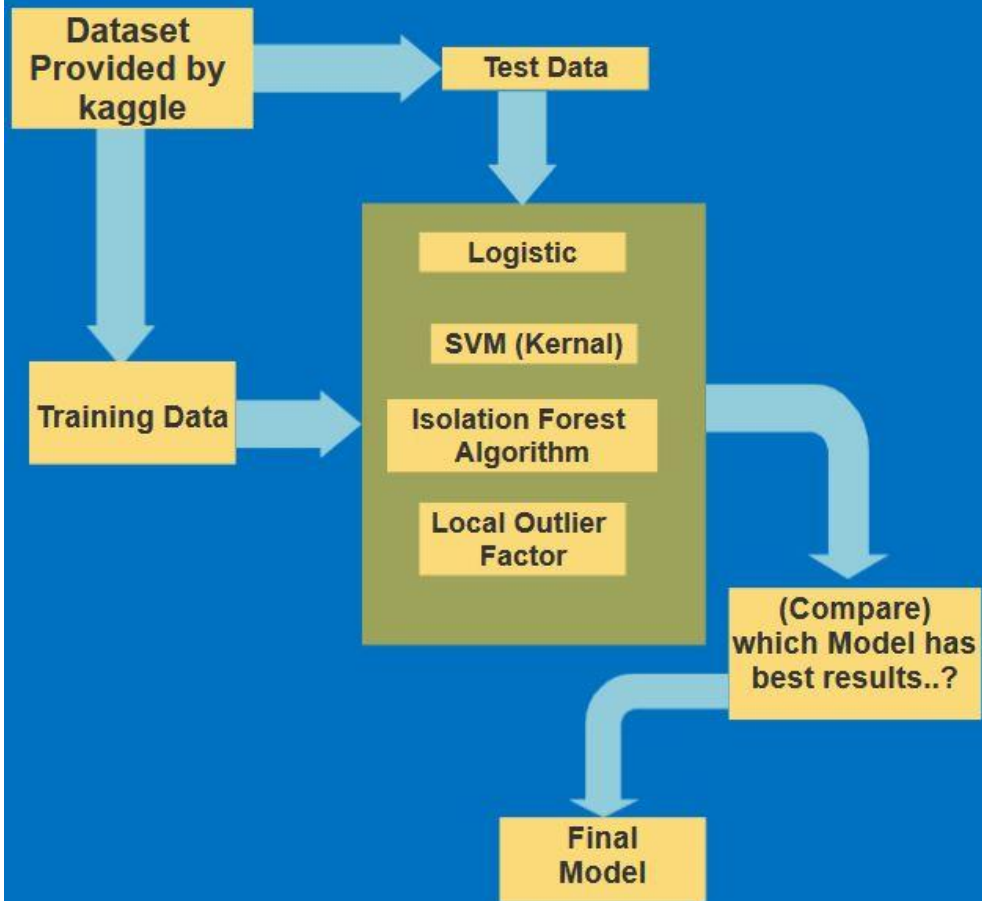 Dataset
Provided by
kaggle
Test Data
Logistic
SVM (Kernal)
Training Data
Isolation Forest
Algorithm
Local Outlier
Factor
(Compare)
which Model has
best results..?
Final
Model